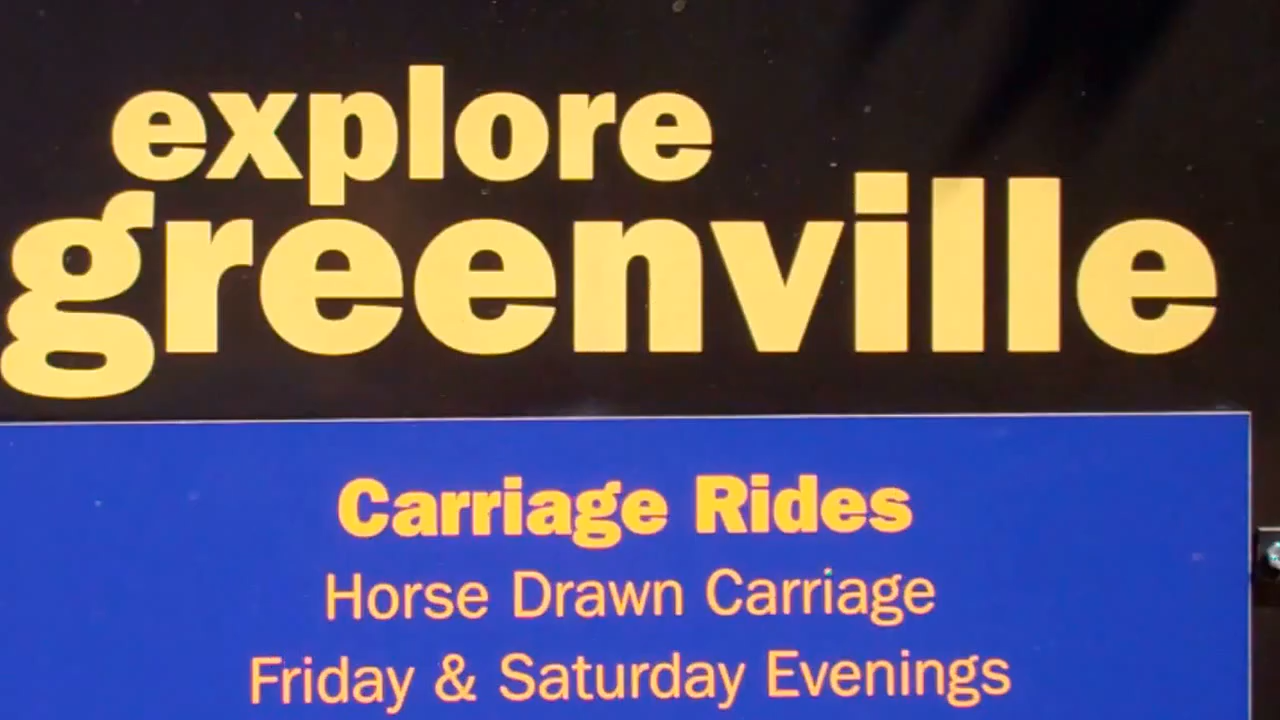 explore
greenville
Carriage Rides
Horse Drawn Carriage
Friday & Saturday Evenings